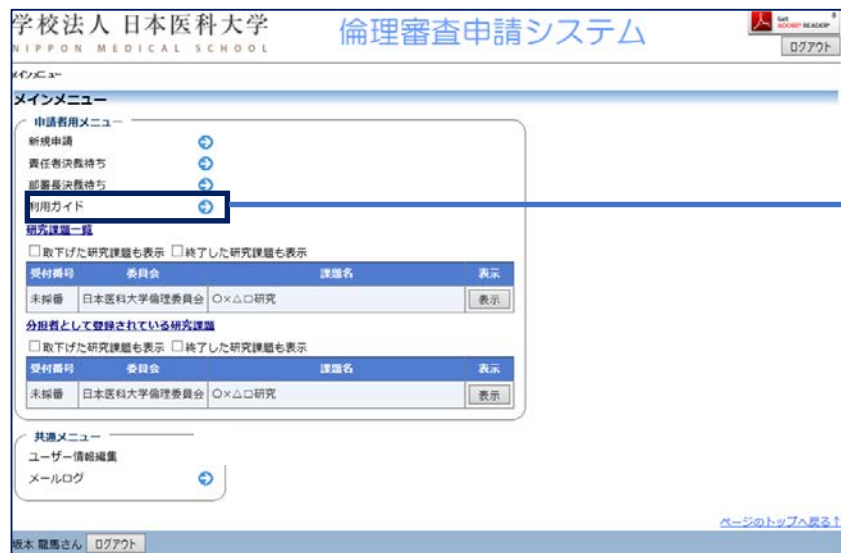 学校法人 日本医科大学
NIPPON MEDICAL SCHOOL
倫理審査申請システム
Get ADOBE® READER®
ログアウト
メインメニュー
メインメニュー
申請者用メニュー
新規申請
責任者決裁待ち
部署長決裁待ち
利用ガイド
研究課題一覧
□取下げた研究課題も表示 □終了した研究課題も表示
受付番号 委員会 課題名 表示
未採番 日本医科大学倫理委員会 ○×△□研究 表示
分担者として登録されている研究課題
□取下げた研究課題も表示 □終了した研究課題も表示
受付番号 委員会 課題名 表示
未採番 日本医科大学倫理委員会 ○×△□研究 表示
共通メニュー
ユーザー情報編集
メールログ
ページのトップへ戻る↑
坂本 龍馬さん ログアウト